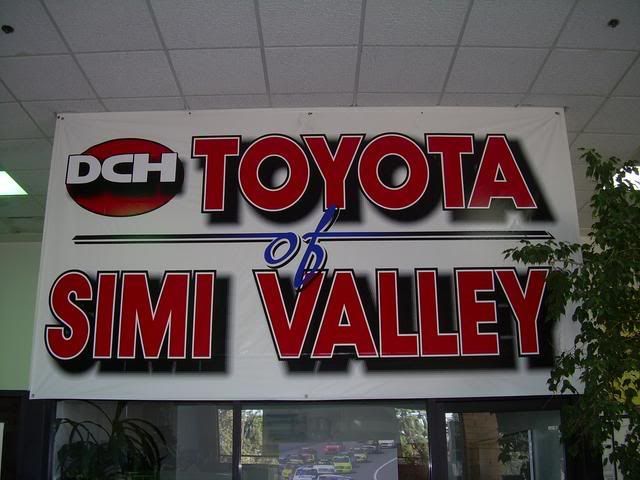 DCH TOYOTA
of
SIMI VALLEY